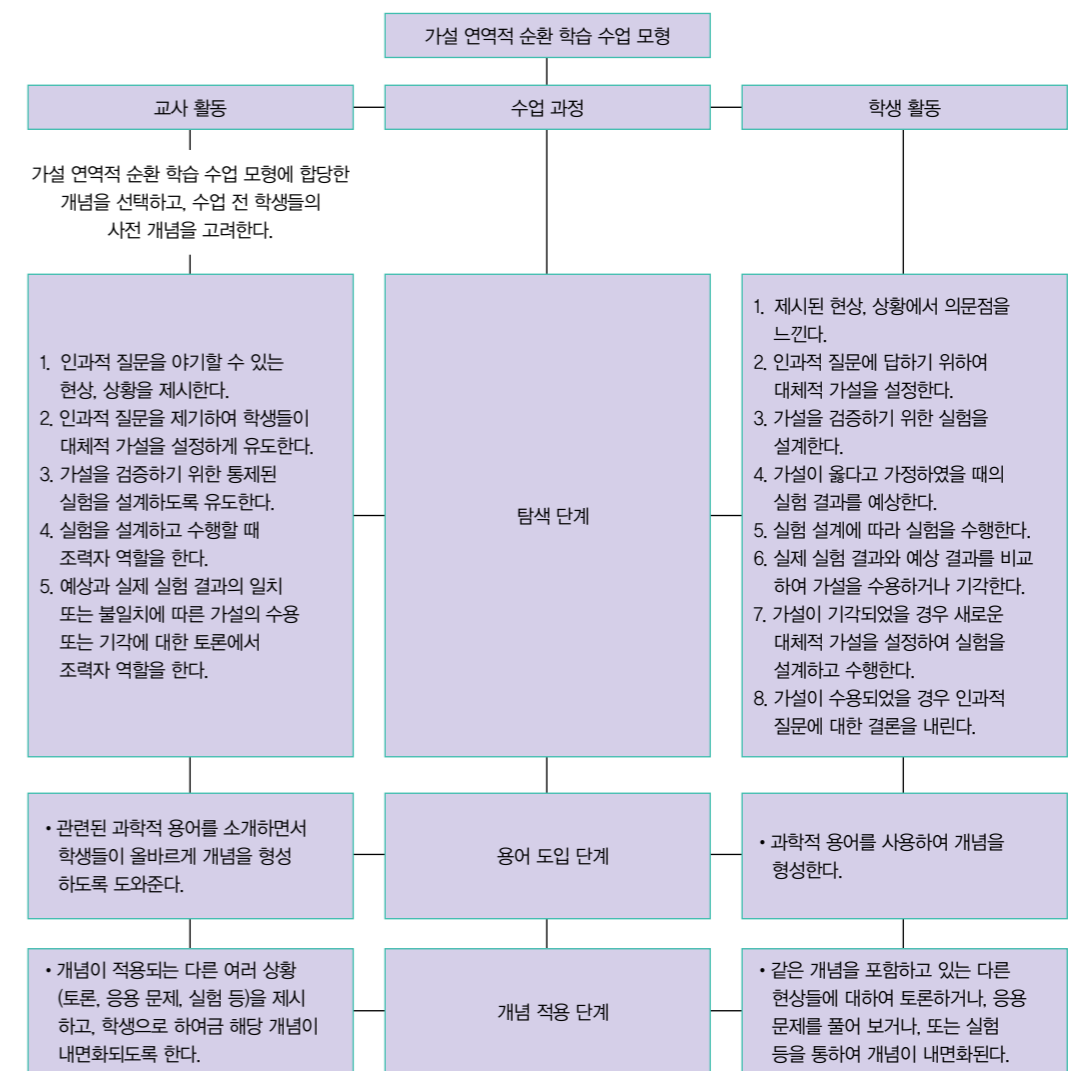 가설 연역적 순환 학습 수업 모형
교사 활동
수업 과정
학생 활동
가설 연역적 순환 학습 수업 모형에 합당한
개념을 선택하고, 수업 전 학생들의
사전 개념을 고려한다.
1. 인과적 질문을 야기할 수 있는
현상, 상황을 제시한다.
2. 인과적 질문을 제기하여 학생들이
대체적 가설을 설정하게 유도한다.
3. 가설을 검증하기 위한 통제된
실험을 설계하도록 유도한다.
4. 실험을 설계하고 수행할 때
조력자 역할을 한다.
5. 예상과 실제 실험 결과의 일치
또는 불일치에 따른 가설의 수용
또는 기각에 대한 토론에서
조력자 역할을 한다.
탐색 단계
1. 제시된 현상, 상황에서 의문점을
느낀다.
2. 인과적 질문에 답하기 위하여
대체적 가설을 설정한다.
3. 가설을 검증하기 위한 실험을
설계한다.
4. 가설이 옳다고 가정하였을 때의
실험 결과를 예상한다.
5. 실험 설계에 따라 실험을 수행한다.
6. 실제 실험 결과와 예상 결과를 비교
하여 가설을 수용하거나 기각한다.
7. 가설이 기각되었을 경우 새로운
대체적 가설을 설정하여 실험을
설계하고 수행한다.
8. 가설이 수용되었을 경우 인과적
질문에 대한 결론을 내린다.
• 관련된 과학적 용어를 소개하면서
학생들이 올바르게 개념을 형성
하도록 도와준다.
용어 도입 단계
• 과학적 용어를 사용하여 개념을
형성한다.
• 개념이 적용되는 다른 여러 상황
(토론, 응용 문제, 실험 등)을 제시
하고, 학생으로 하여금 해당 개념이
내면화되도록 한다.
개념 적용 단계
• 같은 개념을 포함하고 있는 다른
현상들에 대하여 토론하거나, 응용
문제를 풀어 보거나, 또는 실험
등을 통하여 개념이 내면화된다.